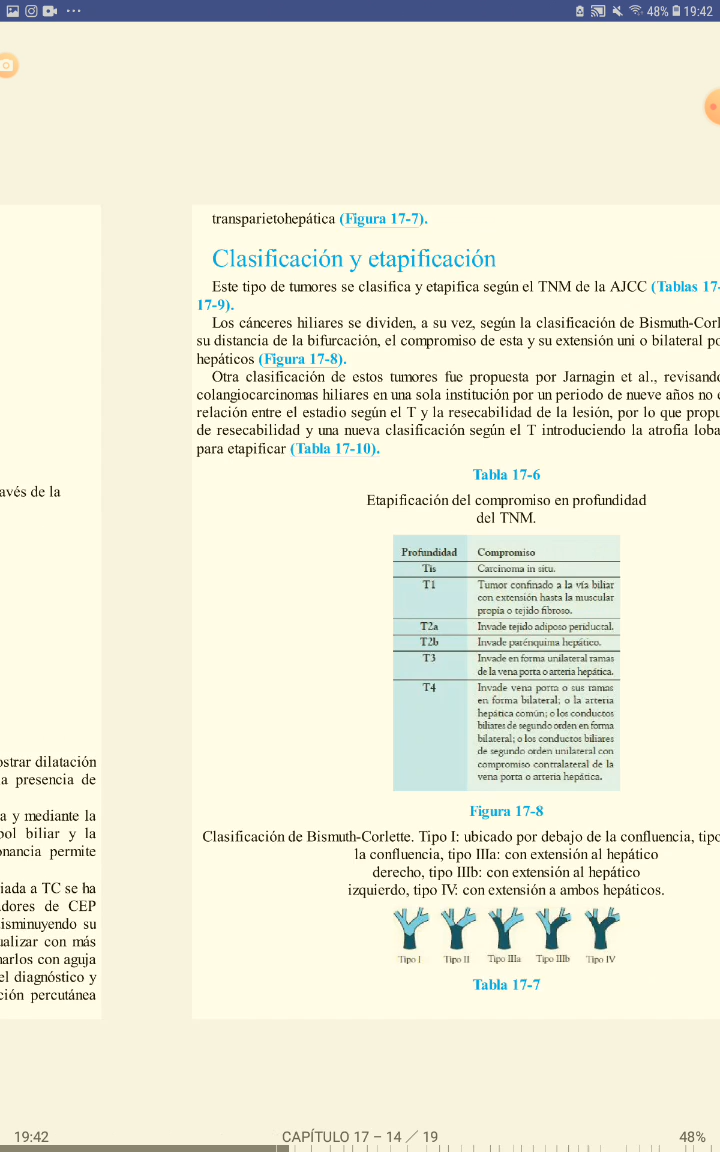 48% 19:42
transparietohepática (Figura 17-7).
Clasificación y etapificación
Este tipo de tumores se clasifica y etapifica según el TNM de la AJCC (Tablas 17-
17-9).
Los cánceres hiliares se dividen, a su vez, según la clasificación de Bismuth-Corl
su distancia de la bifurcación, el compromiso de esta y su extensión uni o bilateral po
hepáticos (Figura 17-8).
Otra clasificación de estos tumores fue propuesta por Jarnagin et al., revisando
colangiocarcinomas hiliares en una sola institución por un periodo de nueve años no e
relación entre el estadio según el T y la resecabilidad de la lesión, por lo que propu
de resecabilidad y una nueva clasificación según el T introduciendo la atrofia loba
para etapificar (Tabla 17-10).
Tabla 17-6
Etapificación del compromiso en profundidad
del TNM.
Profundidad Compromiso
Tis Carcinoma in situ.
T1 Tumor confinado a la vía biliar
con extensión hasta la muscular
propia o tejido fibroso.
T2a Invade tejido adiposo periductal.
T2b Invade parénquima hepático.
T3 Invade en forma unilateral ramas
de la vena porta o arteria hepática.
T4 Invade vena porta o sus ramas
en forma bilateral; o la arteria
hepática común; o los conductos
biliares de segundo orden en forma
bilateral; o los conductos biliares
de segundo orden unilateral con
compromiso contralateral de la
vena porta o arteria hepática.
Figura 17-8
Clasificación de Bismuth-Corlette. Tipo I: ubicado por debajo de la confluencia, tipo
la confluencia, tipo IIIa: con extensión al hepático
derecho, tipo IIIb: con extensión al hepático
izquierdo, tipo IV: con extensión a ambos hepáticos.
Tipo I Tipo II Tipo IIIa Tipo IIIb Tipo IV
Tabla 17-7
avés de la
ostrar dilatación
a presencia de
a y mediante la
pol biliar y la
onancia permite
iada a TC se ha
adores de CEP
disminuyendo su
ualizar con más
narlos con aguja
el diagnóstico y
ción percutánea
19:42 CAPÍTULO 17 – 14 / 19 48%